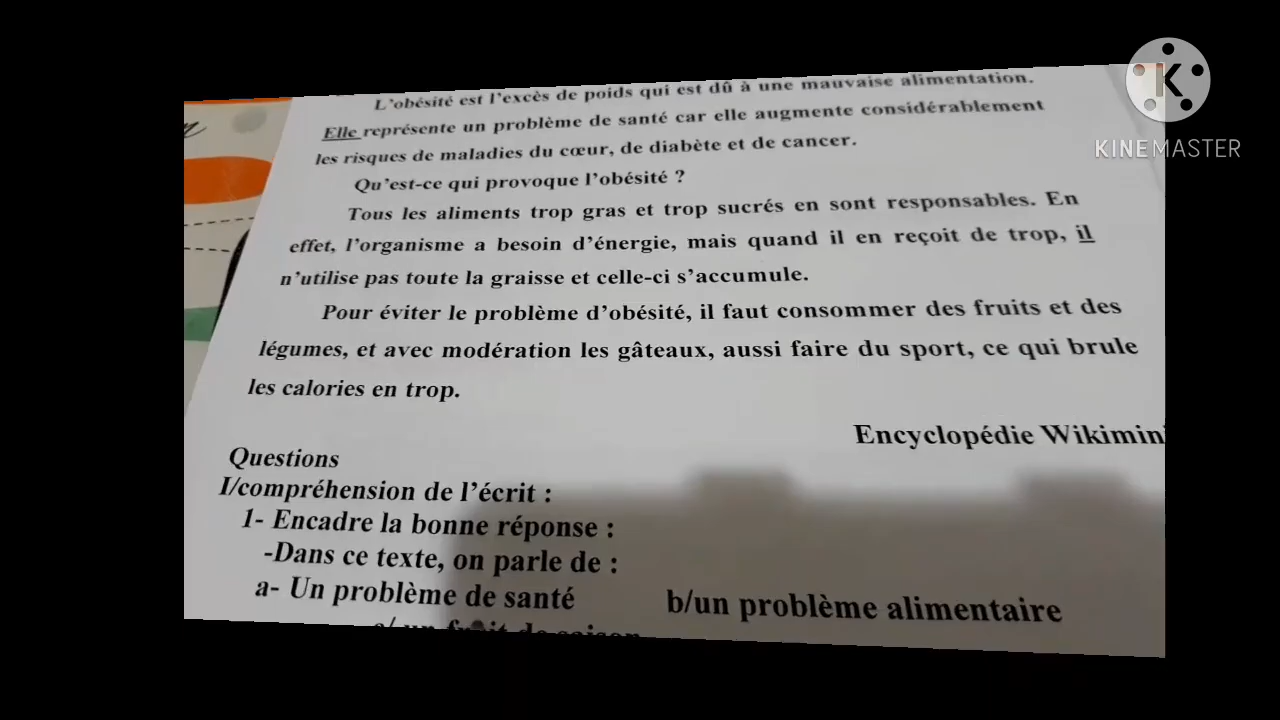 KINEMASTER
L'obésité est l'excès de poids qui est dû à une mauvaise alimentation.
Elle représente un problème de santé car elle augmente considérablement
les risques de maladies du cœur, de diabète et de cancer.
Qu'est-ce qui provoque l'obésité ?
Tous les aliments trop gras et trop sucrés en sont responsables. En
effet, l'organisme a besoin d'énergie, mais quand il en reçoit de trop, il
n'utilise pas toute la graisse et celle-ci s'accumule.
Pour éviter le problème d'obésité, il faut consommer des fruits et des
légumes, et avec modération les gâteaux, aussi faire du sport, ce qui brule
les calories en trop.
Encyclopédie Wikimini
Questions
I/compréhension de l'écrit :
1- Encadre la bonne réponse :
-Dans ce texte, on parle de :
a- Un problème de santé b/un problème alimentaire
c/ un fruit de saison